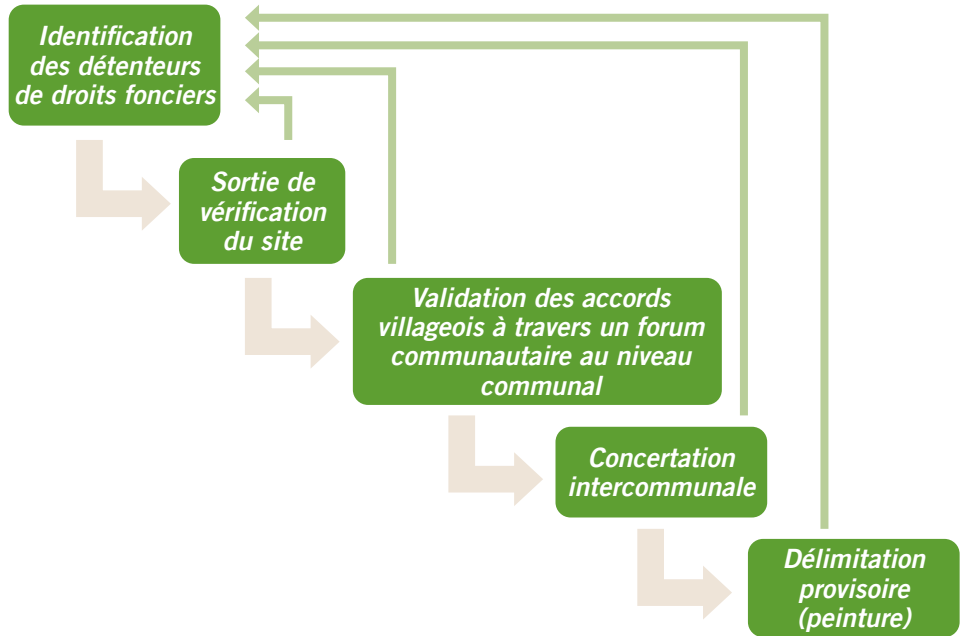 Identification
des détenteurs
de droits fonciers
Sortie de
vérification
du site
Validation des accords
villageois à travers un forum
communautaire au niveau
communal
Concertation
intercommunale
Délimitation
provisoire
(peinture)